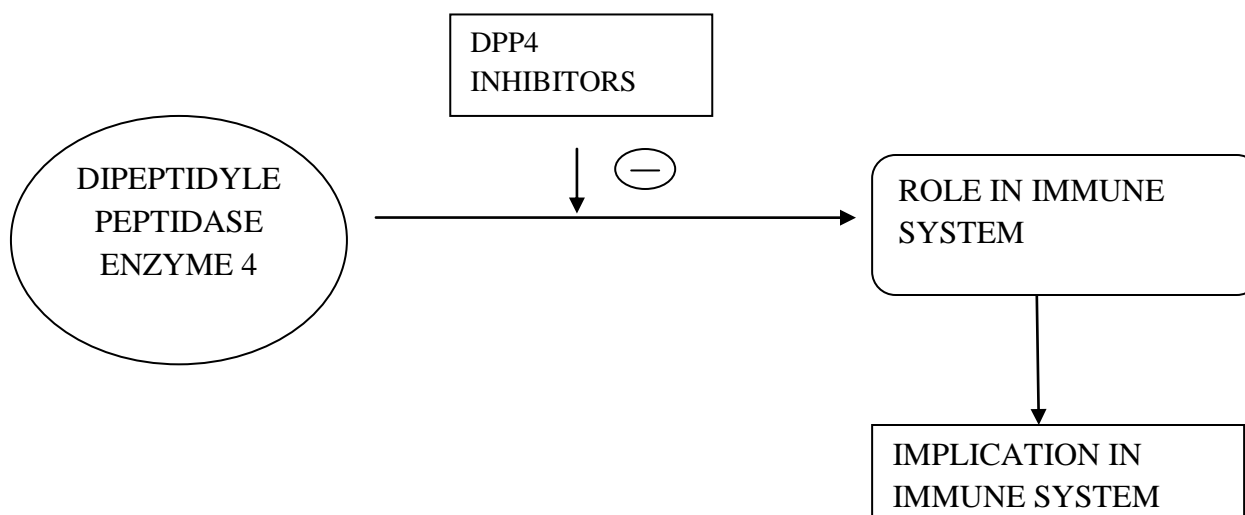 DPP4
INHIBITORS
—
DIPEPTIDYLE
PEPTIDASE
ENZYME 4
ROLE IN IMMUNE
SYSTEM
IMPLICATION IN
IMMUNE SYSTEM